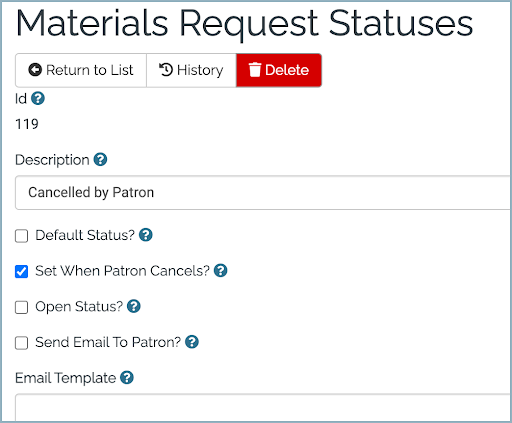 Materials Request Statuses
Return to List History Delete
Id
119
Description
Cancelled by Patron
Default Status?
Set When Patron Cancels?
Open Status?
Send Email To Patron?
Email Template